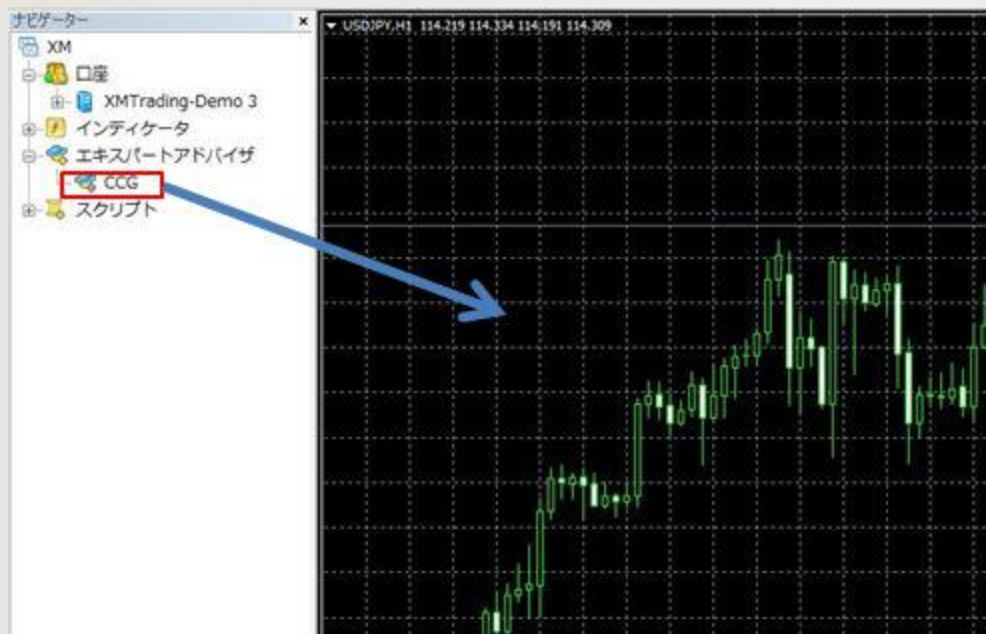 ナビゲーター
XM
口座
XMTrading-Demo 3
インディケータ
エキスパートアドバイザ
CCG
スクリプト
USDJPY,H1 114.219 114.334 114.191 114.309